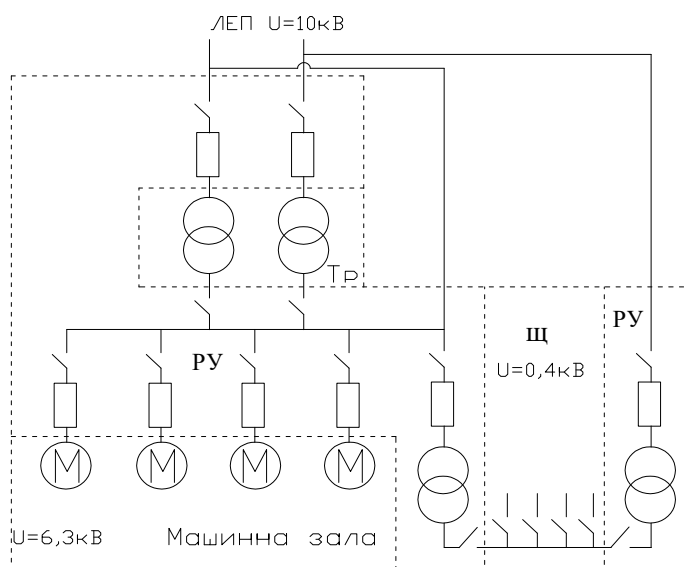 ЛЕП U=10кВ
Тр
РУ
Щ
РУ
U=0,4кВ
М М М М
U=6,3кВ
Машинна зала